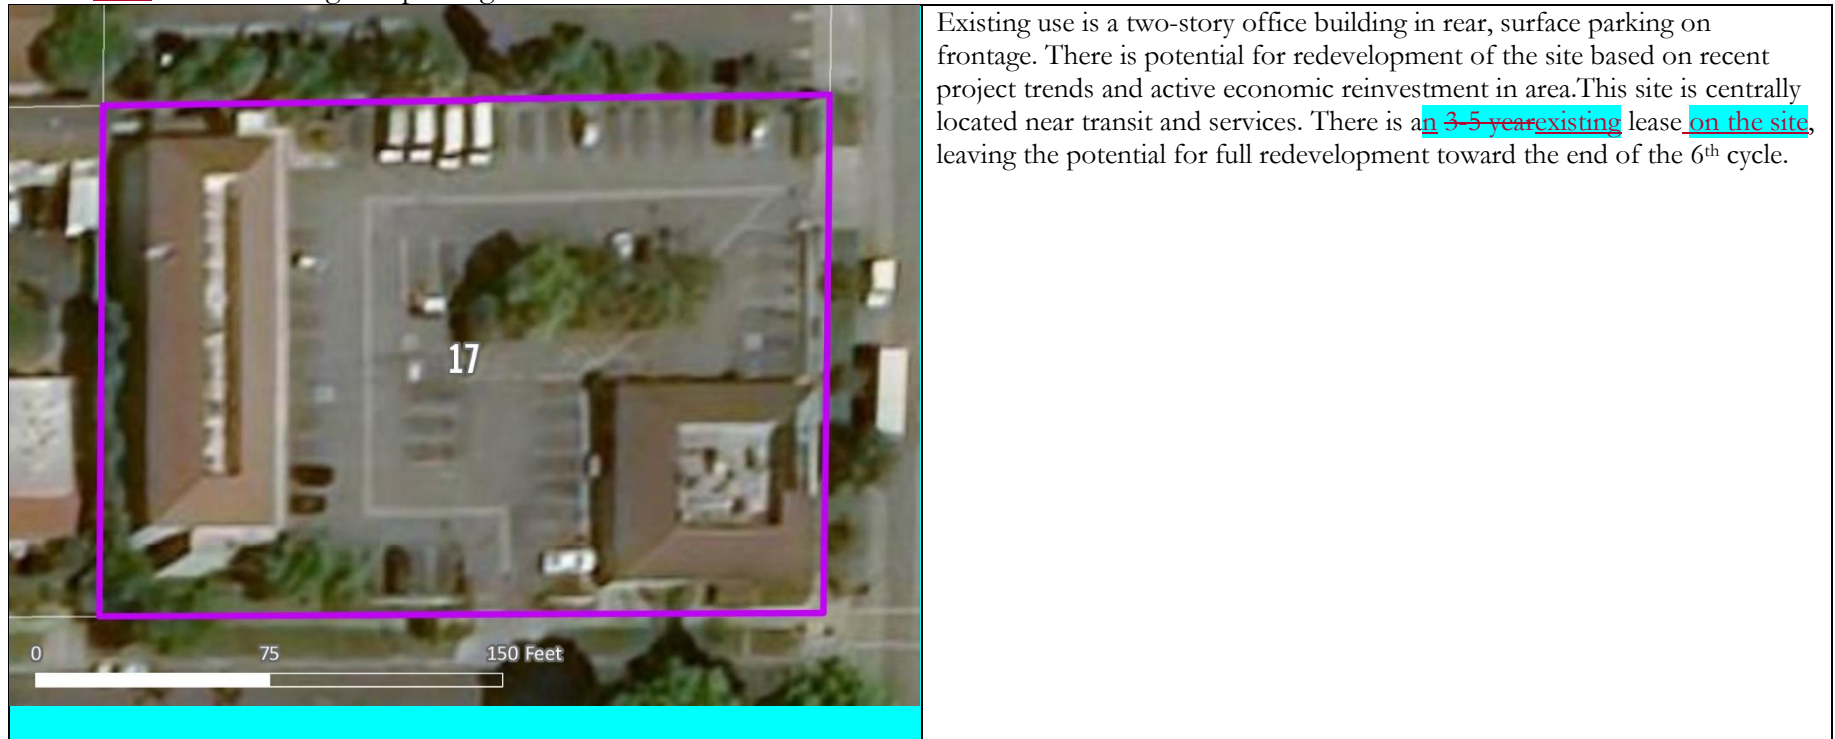 Existing use is a two-story office building in rear, surface parking on
frontage. There is potential for redevelopment of the site based on recent
project trends and active economic reinvestment in area.This site is centrally
located near transit and services. There is an 3-5 yearexisting lease on the site,
leaving the potential for full redevelopment toward the end of the 6th cycle.
17
0 75 150 Feet